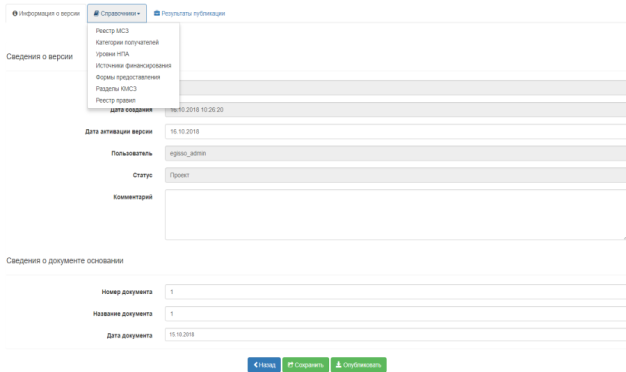 Информация о версии
Справочники
Результаты публикации
Реестр МСЗ
Категории получателей
Уровни НПА
Источники финансирования
Формы предоставления
Разделы КМСЗ
Реестр правил
Сведения о версии
Дата создания 16.10.2018 10:26:20
Дата активации версии 16.10.2018
Пользователь egisso_admin
Статус Проект
Комментарий
Сведения о документе основании
Номер документа 1
Название документа 1
Дата документа 15.10.2018
Назад Сохранить Опубликовать